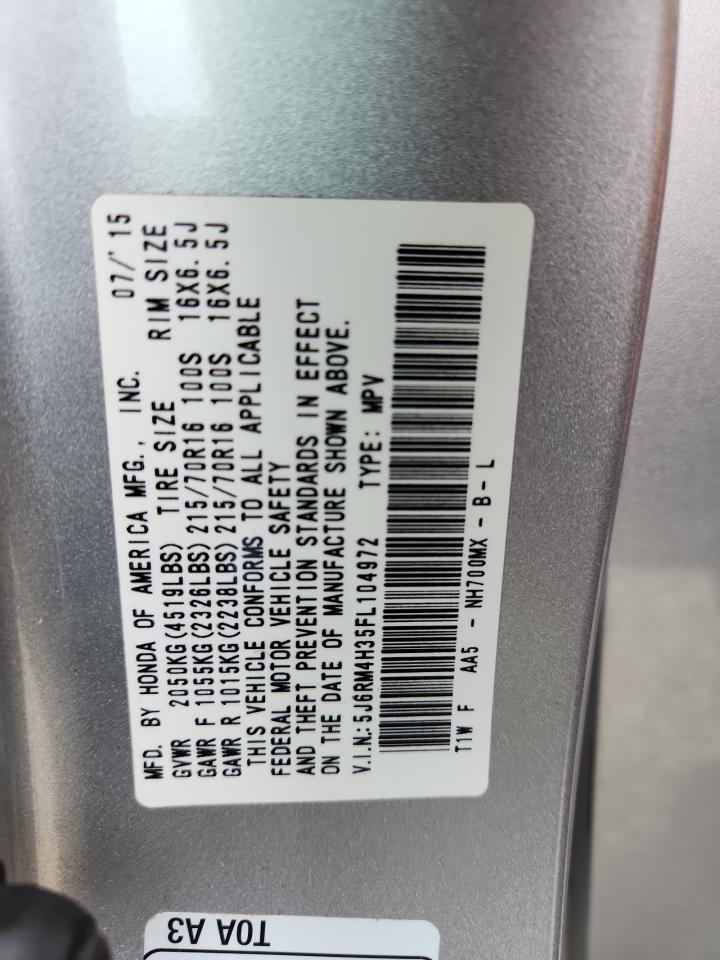 MFD. BY HONDA OF AMERICA MFG., INC. 07/'15
GVWR 2050KG(4519LBS) TIRE SIZE RIM SIZE
GAWR F 1055KG(2326LBS)215/70R16 100S 16X6.5J
GAWR R 1015KG(2238LBS)215/70R16 100S 16X6.5J
THIS VEHICLE CONFORMS TO ALL APPLICABLE
FEDERAL MOTOR VEHICLE SAFETY
AND THEFT PREVENTION STANDARDS IN EFFECT
ON THE DATE OF MANUFACTURE SHOWN ABOVE.
V.I.N.:5J6RM4H35FL104972 TYPE: MPV
T1W F AA5 - NH700MX - B - L
T0A A3